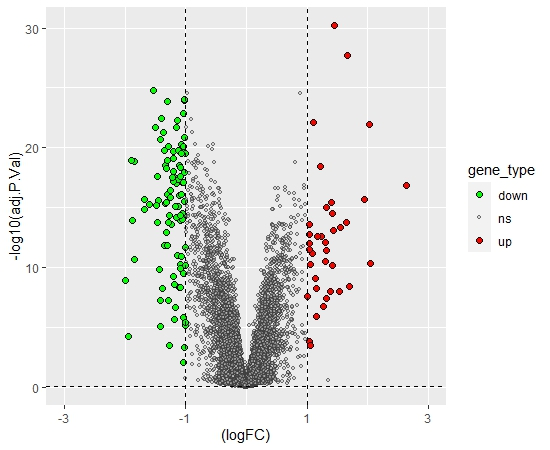 30
20
10
0
-3
-1
1
3
-log10(adj.P.Val)
(logFC)
gene_type
down
ns
up